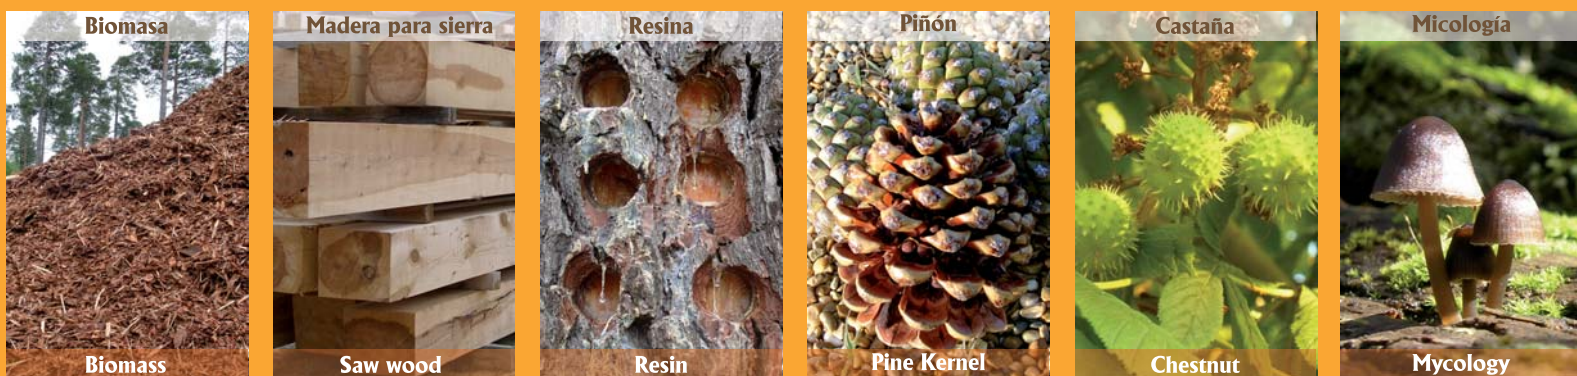 Biomasa
Madera para sierra
Resina
Piñón
Castaña
Micología
Biomass
Saw wood
Resin
Pine Kernel
Chestnut
Mycology